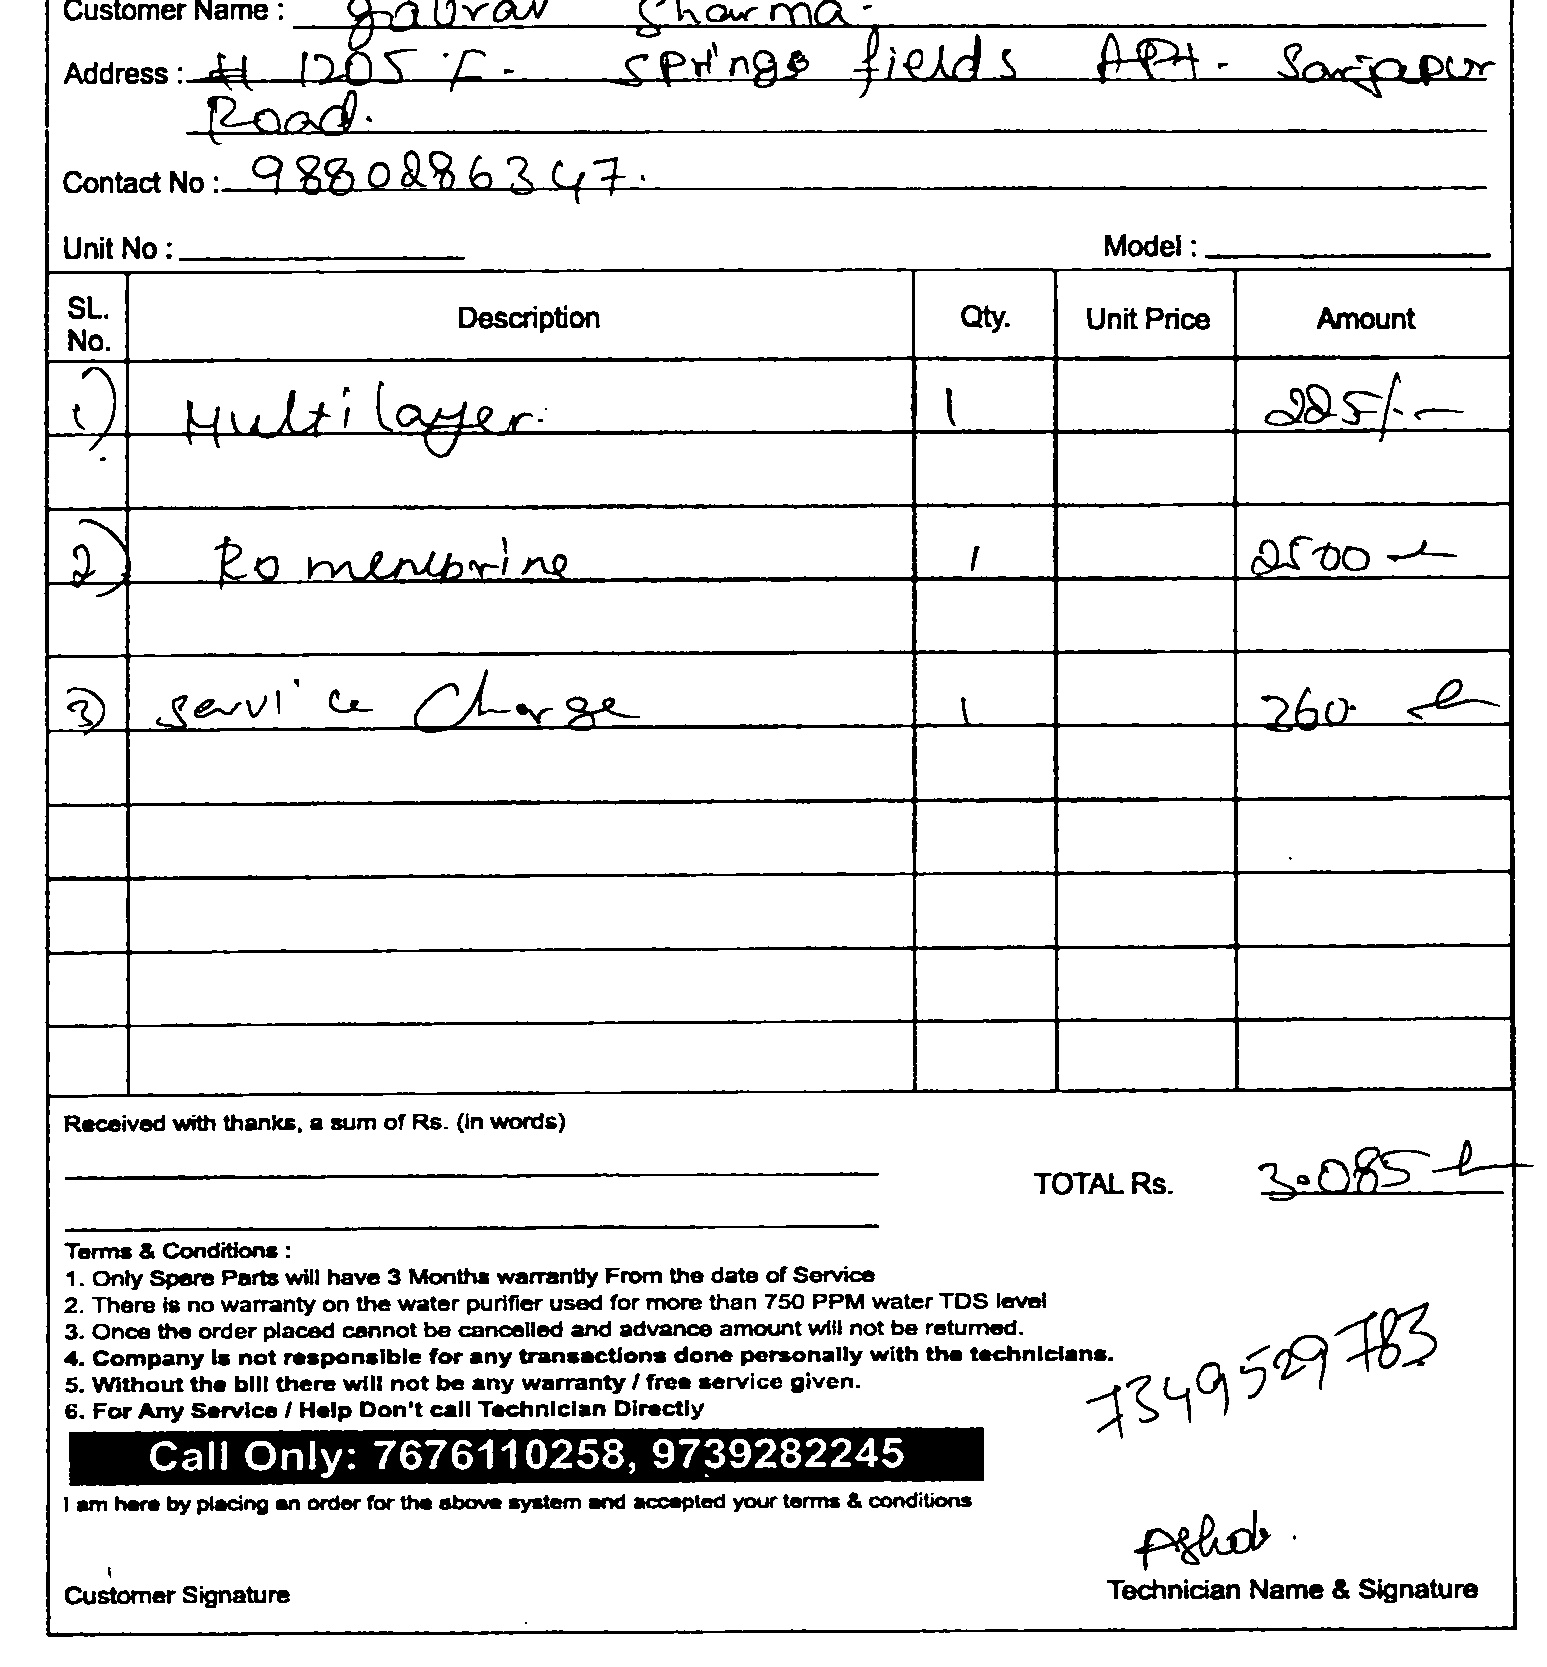 Customer Name : Gaurav Sharma.
Address : # 1205 F. Springs fields APt. Sarjapur
Road.
Contact No : 9880286347.
Unit No :
Model :
SL. No. Description Qty. Unit Price Amount
1) Multilayer. 1 225/-
2) Ro memebrine 1 2500
3) Service Charge 1 260
Received with thanks, a sum of Rs. (in words)
TOTAL Rs. 3.085
Terms & Conditions :
1. Only Spare Parts will have 3 Months warrantly From the date of Service
2. There is no warranty on the water purifier used for more than 750 PPM water TDS level
3. Once the order placed cannot be cancelled and advance amount will not be returned.
4. Company is not responsible for any transactions done personally with the technicians.
5. Without the bill there will not be any warranty / free service given.
6. For Any Service / Help Don't call Technician Directly
7349529783
Call Only: 7676110258, 9739282245
I am here by placing an order for the above system and accepted your terms & conditions
Customer Signature
Technician Name & Signature